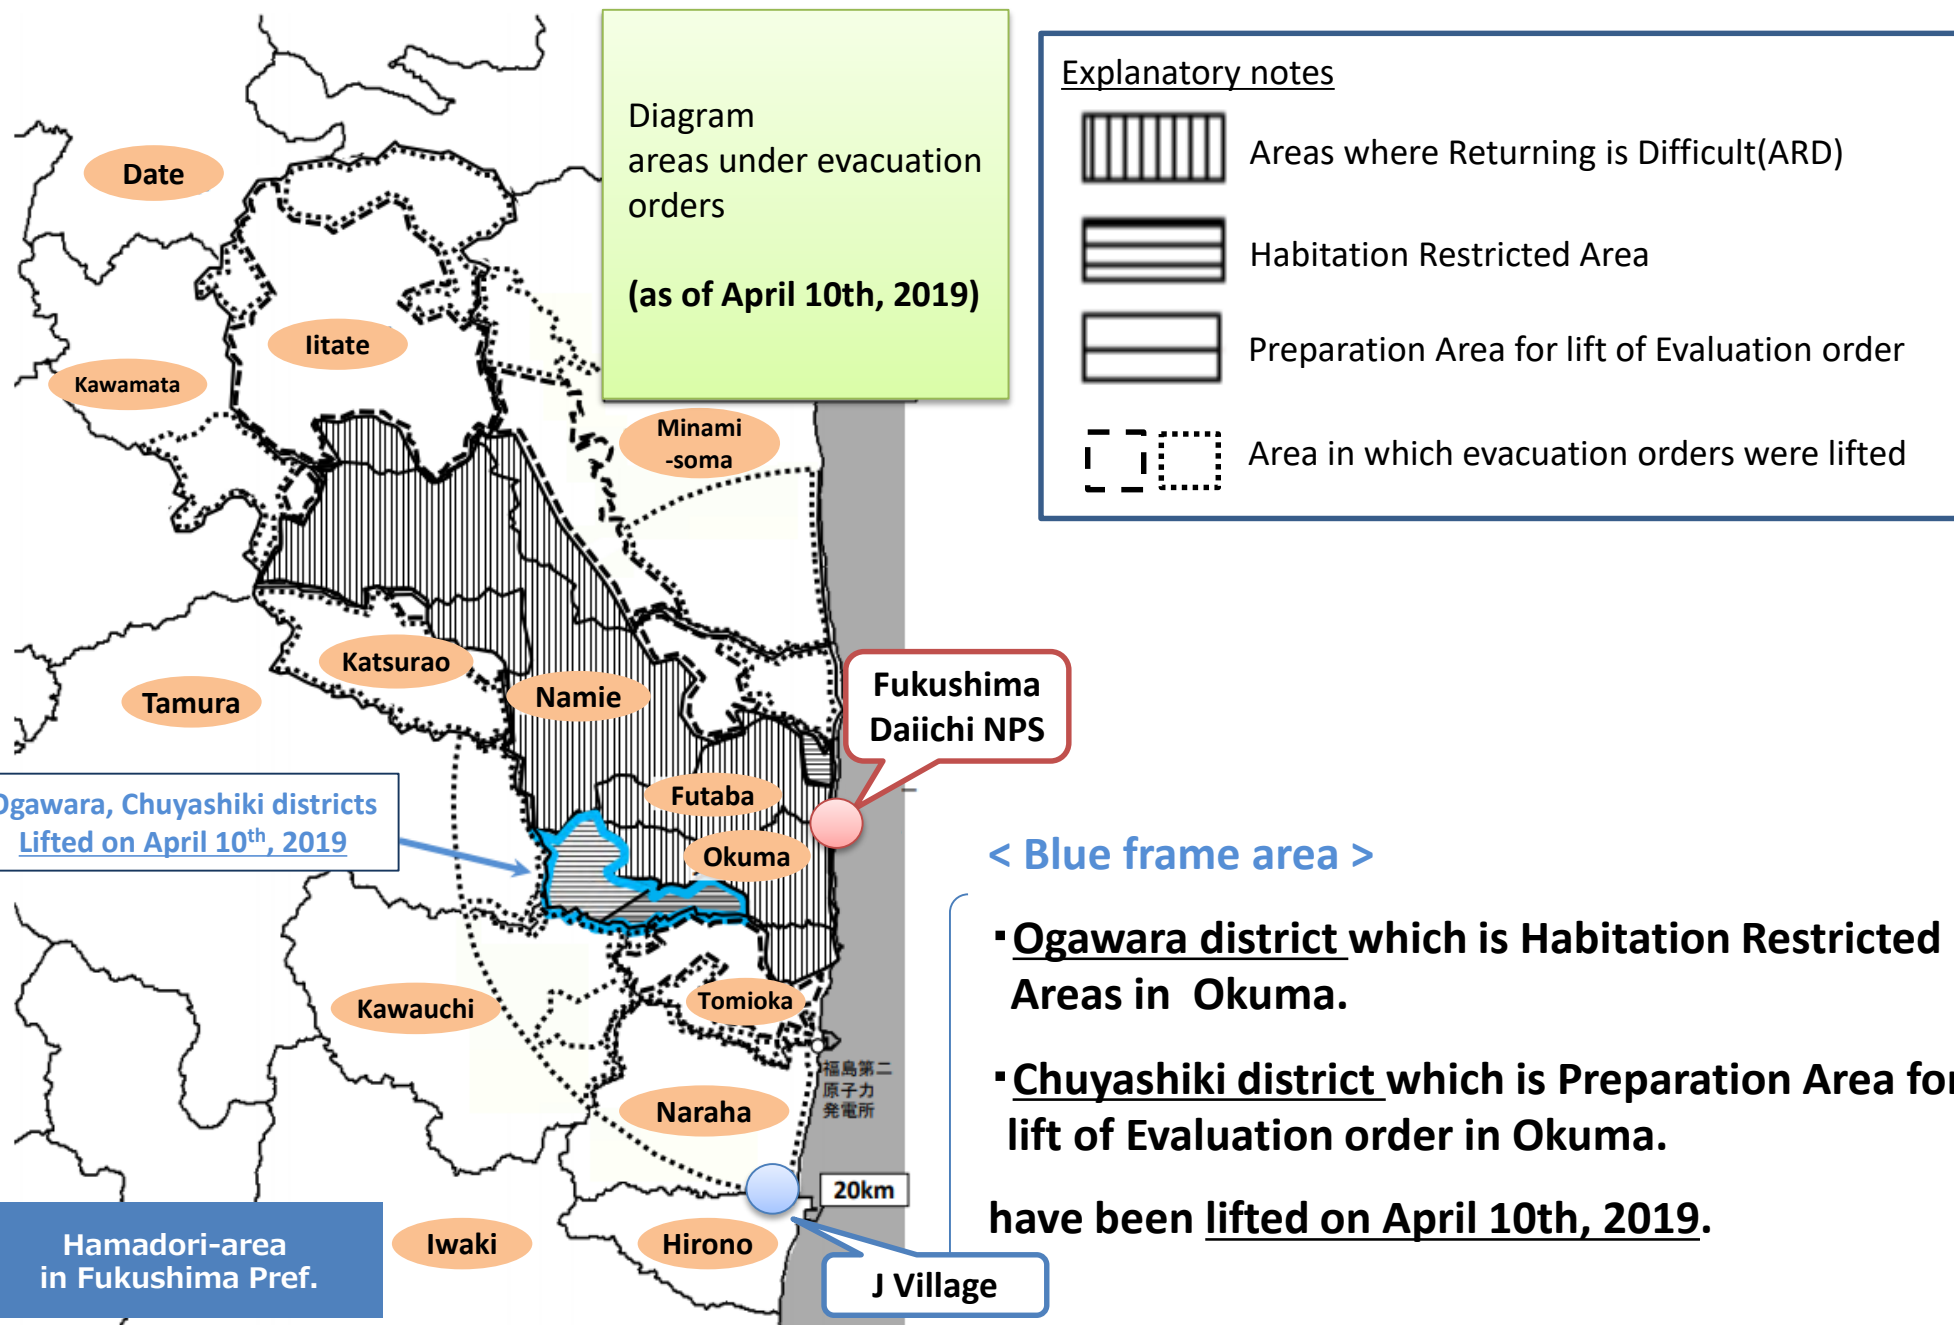 Diagram
areas under evacuation
orders
(as of April 10th, 2019)
Explanatory notes
Areas where Returning is Difficult(ARD)
Habitation Restricted Area
Preparation Area for lift of Evaluation order
Area in which evacuation orders were lifted
Date
Iitate
Kawamata
Minami
-soma
Katsurao
Tamura
Namie
Fukushima
Daiichi NPS
Futaba
Okuma
Ogawara, Chuyashiki districts
Lifted on April 10th, 2019
Kawauchi
Tomioka
福島第二
原子力
発電所
Naraha
20km
Iwaki
Hirono
J Village
Hamadori-area
in Fukushima Pref.
< Blue frame area >
▪Ogawara district which is Habitation Restricted
Areas in Okuma.
▪Chuyashiki district which is Preparation Area for
lift of Evaluation order in Okuma.
have been lifted on April 10th, 2019.